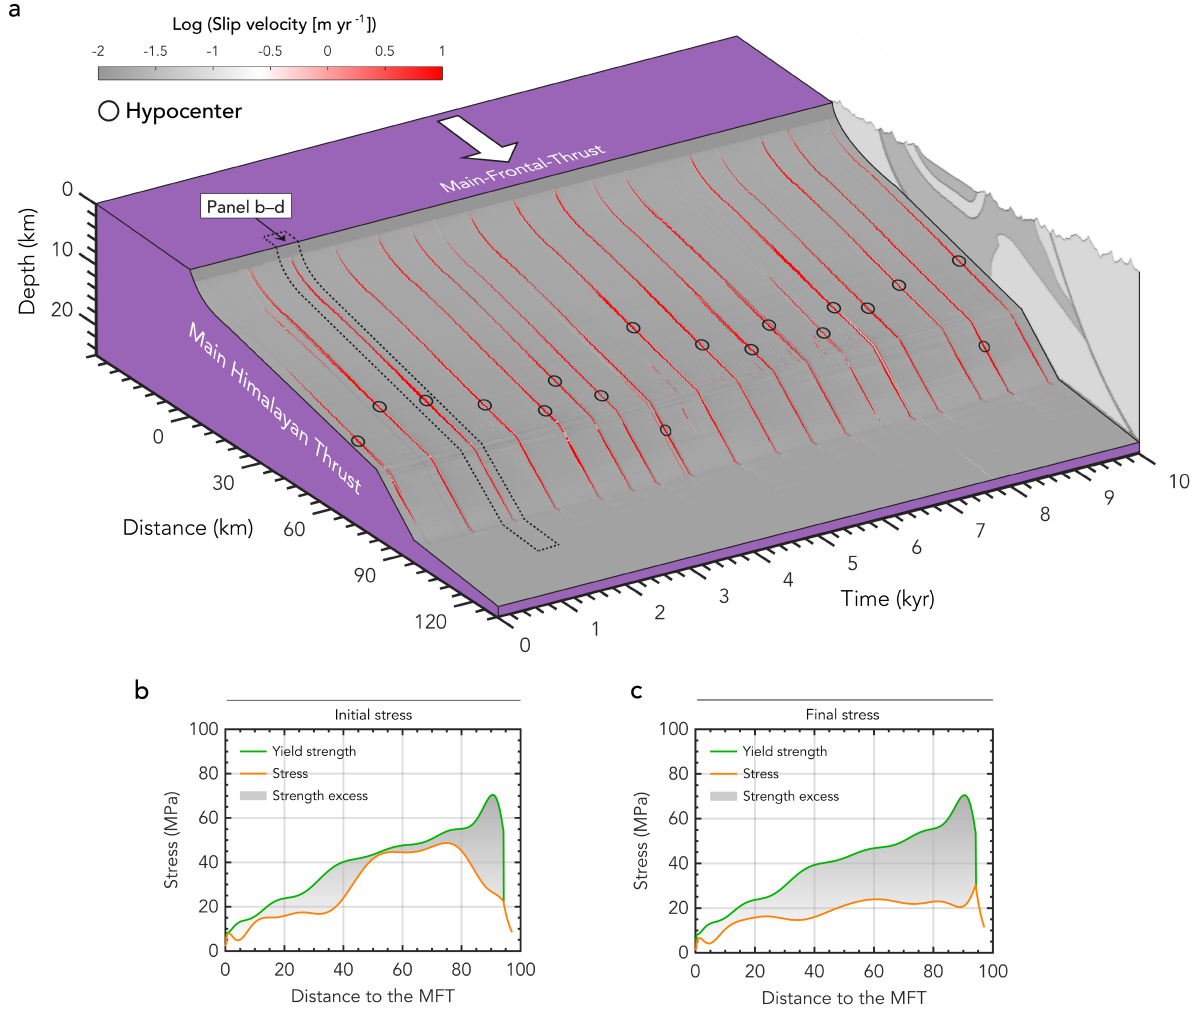 a
Log (Slip velocity [m yr -1])
-2 -1.5 -1 -0.5 0 0.5 1
Hypocenter
Main-Frontal-Thrust
Panel b–d
Main Himalayan Thrust
Depth (km)
0
10
20
Distance (km)
0
30
60
90
120
Time (kyr)
0 1 2 3 4 5 6 7 8 9 10
b
Initial stress
Yield strength
Stress
Strength excess
Stress (MPa)
100
80
60
40
20
0
0 20 40 60 80 100
Distance to the MFT
c
Final stress
Yield strength
Stress
Strength excess
Stress (MPa)
100
80
60
40
20
0
0 20 40 60 80 100
Distance to the MFT